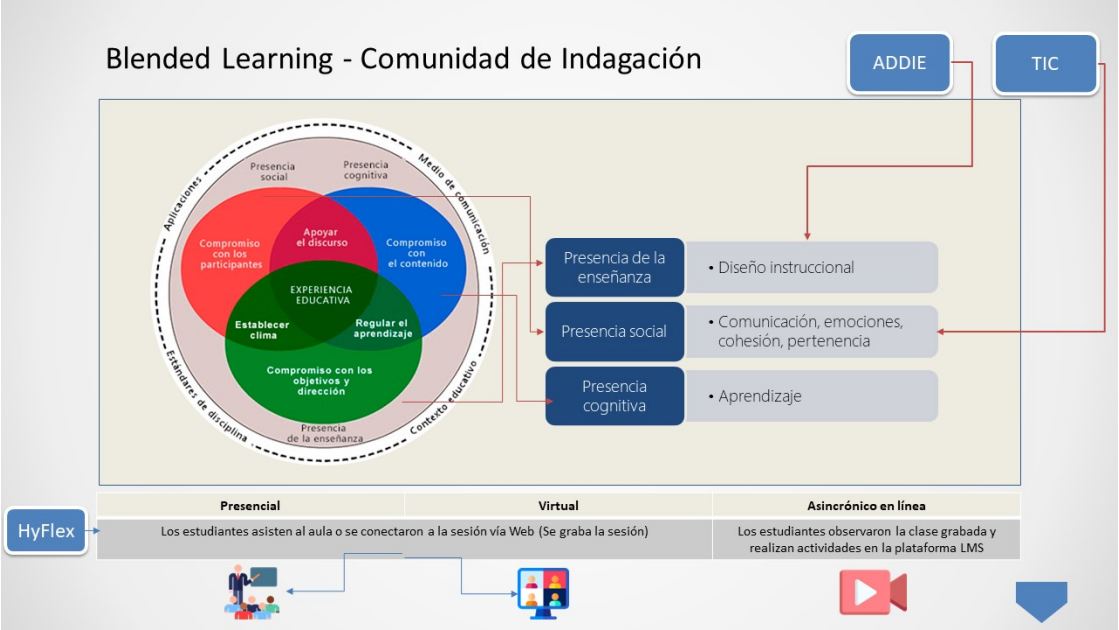 Blended Learning - Comunidad de Indagación
ADDIE
TIC
Aplicaciones
Medio de comunicación
Estándares de disciplina
Contexto educativo
Presencia
social
Presencia
cognitiva
Compromiso
con los
participantes
Apoyar
el discurso
Compromiso
con
el contenido
EXPERIENCIA
EDUCATIVA
Establecer
clima
Regular el
aprendizaje
Compromiso con los
objetivos y
dirección
Presencia
de la enseñanza
Presencia de la
enseñanza
• Diseño instruccional
Presencia social
• Comunicación, emociones,
cohesión, pertenencia
Presencia
cognitiva
• Aprendizaje
HyFlex
Presencial
Virtual
Asincrónico en línea
Los estudiantes asisten al aula o se conectaron a la sesión vía Web (Se graba la sesión)
Los estudiantes observaron la clase grabada y
realizan actividades en la plataforma LMS